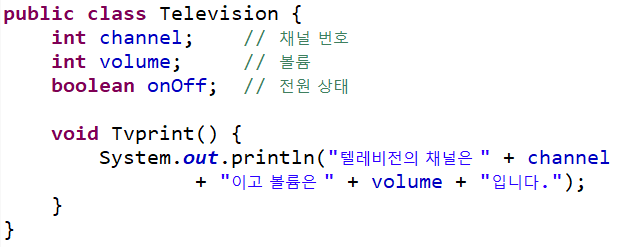 public class Television {
    int channel;    // 채널 번호
    int volume;     // 볼륨
    boolean onOff;  // 전원 상태

    void Tvprint() {
        System.out.println("텔레비전의 채널은 " + channel
                + "이고 볼륨은 " + volume + "입니다.");
    }
}